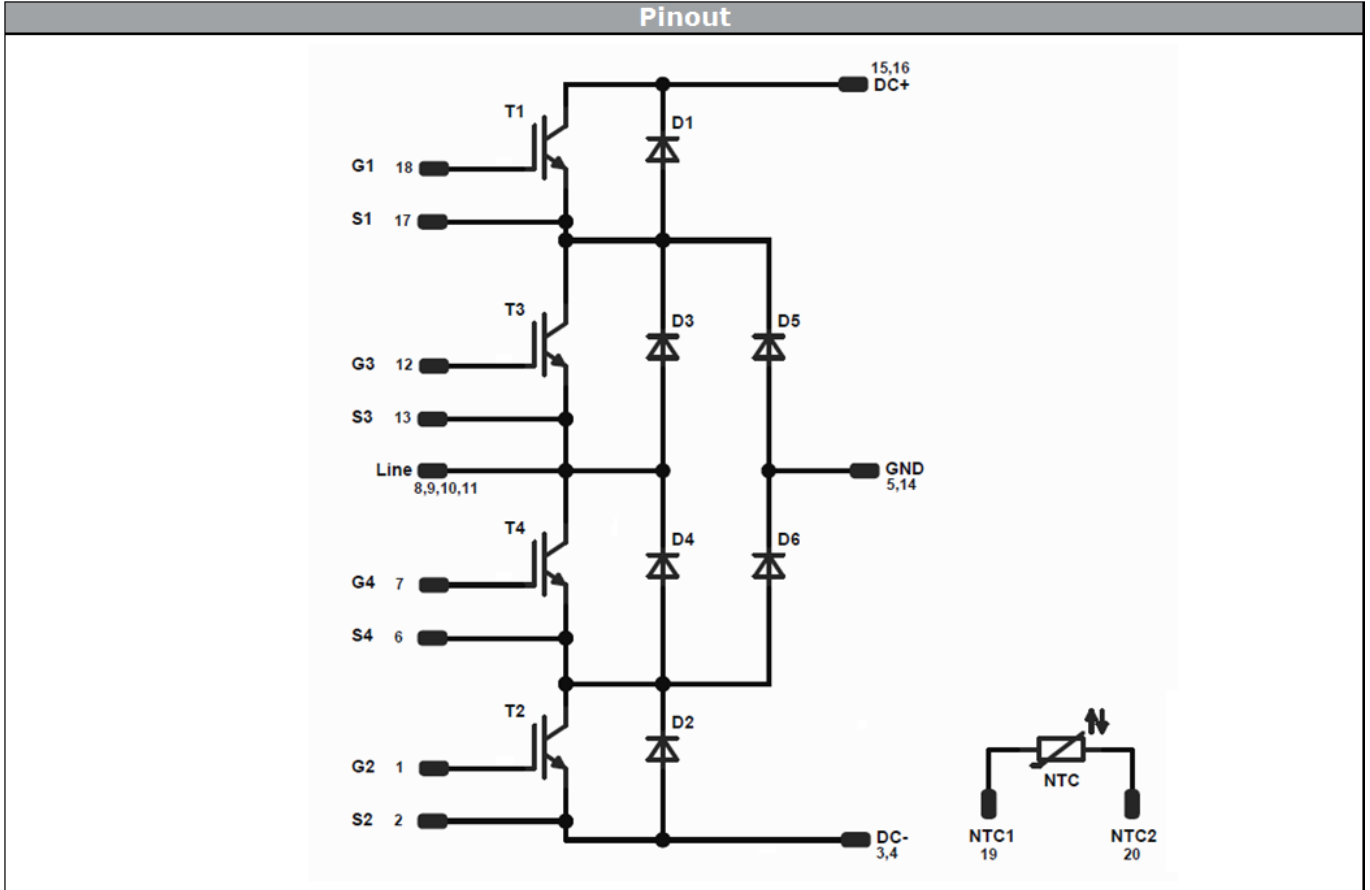 Pinout
15,16
DC+
T1
D1
G1 18
S1 17
T3
D3
D5
G3 12
S3 13
Line
8,9,10,11
GND
5,14
T4
D4
D6
G4 7
S4 6
T2
D2
G2 1
NTC
S2 2
DC-
3,4
NTC1
19
NTC2
20